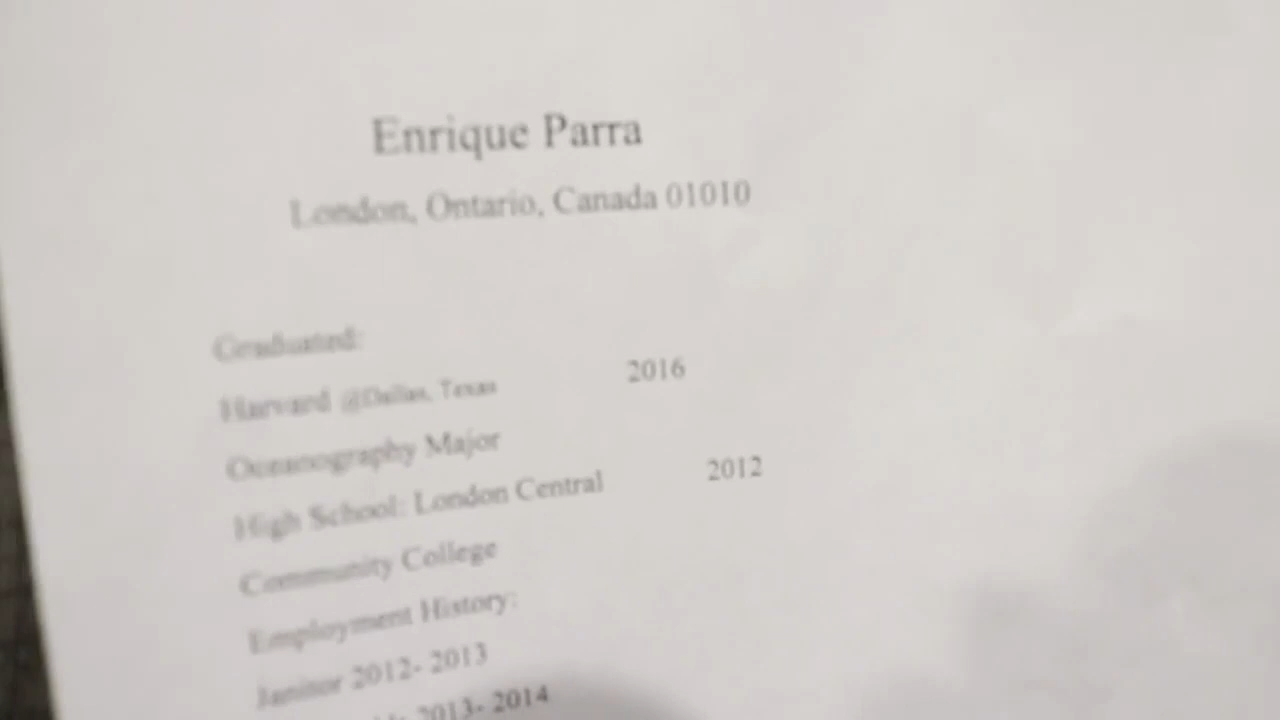 Enrique Parra
London, Ontario, Canada 01010
Graduated:
Harvard @Dallas, Texas 2016
Oceanography Major
High School: London Central 2012
Community College
Employment History:
Janitor 2012- 2013
2013- 2014